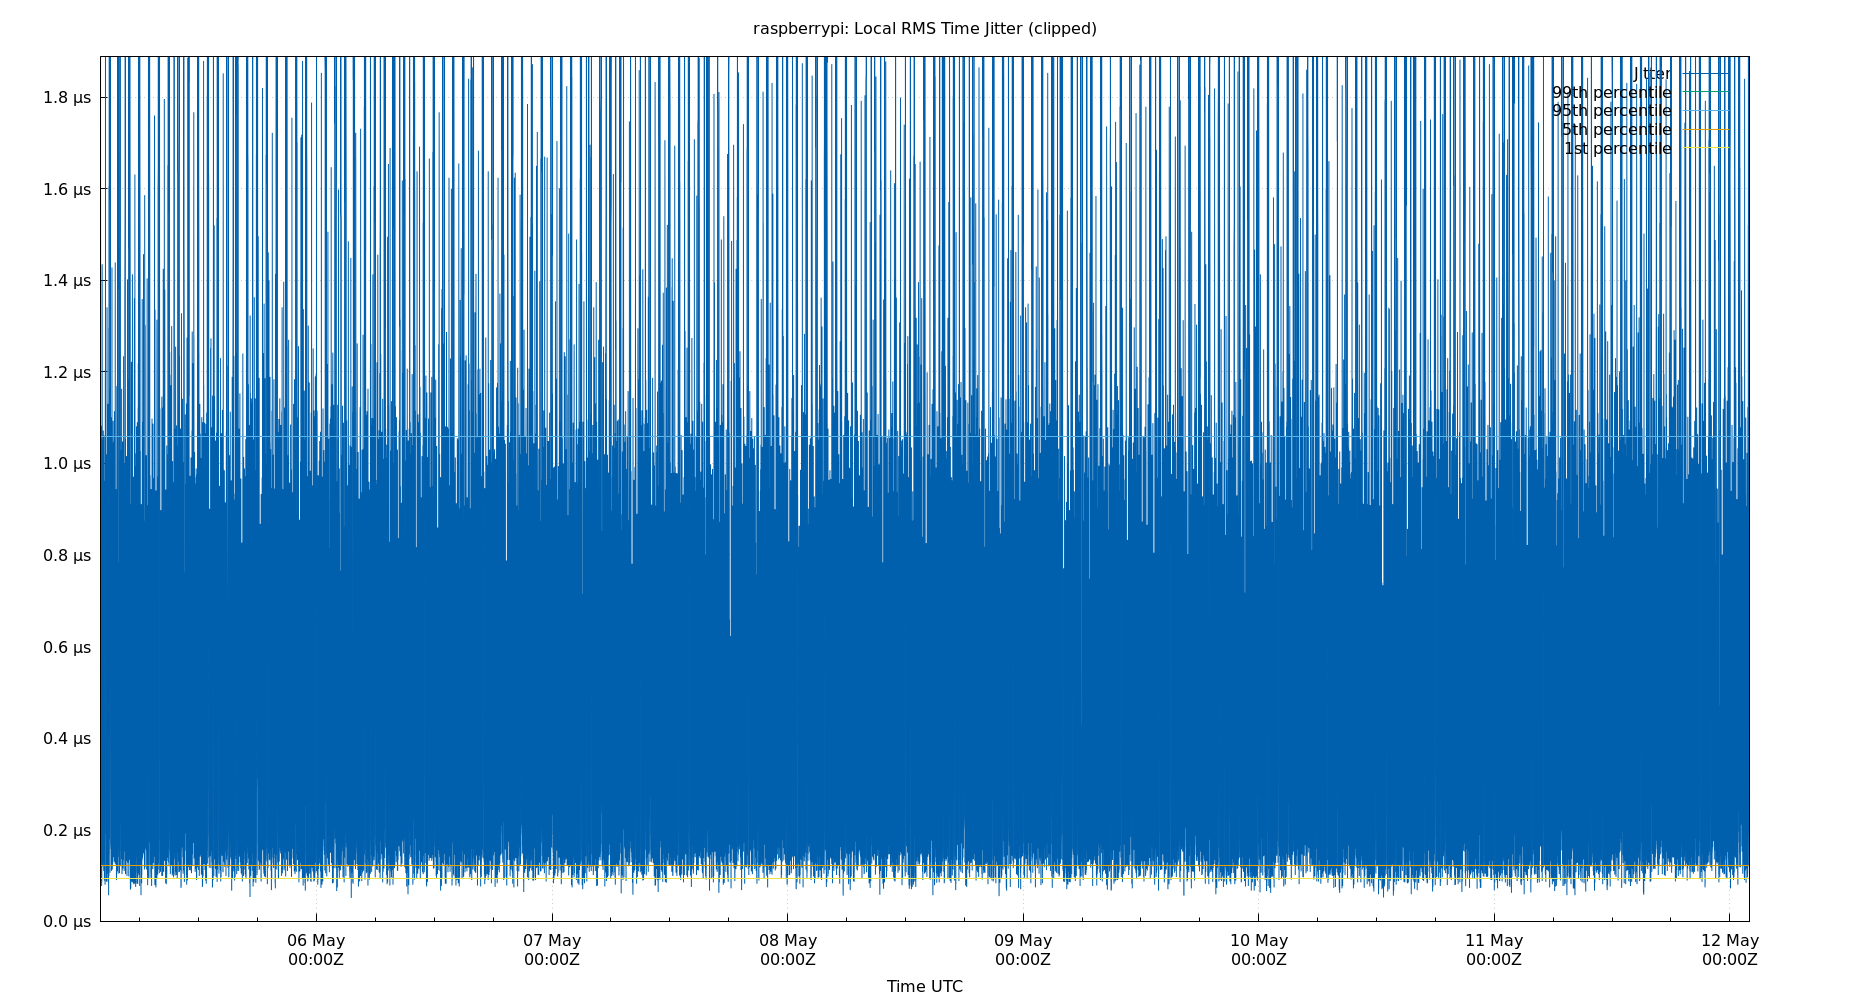 raspberrypi: Local RMS Time Jitter (clipped)
Jitter
99th percentile
95th percentile
5th percentile
1st percentile
1.8 µs
1.6 µs
1.4 µs
1.2 µs
1.0 µs
0.8 µs
0.6 µs
0.4 µs
0.2 µs
0.0 µs
06 May 07 May 08 May 09 May 10 May 11 May 12 May
00:00Z 00:00Z 00:00Z 00:00Z 00:00Z 00:00Z 00:00Z
Time UTC